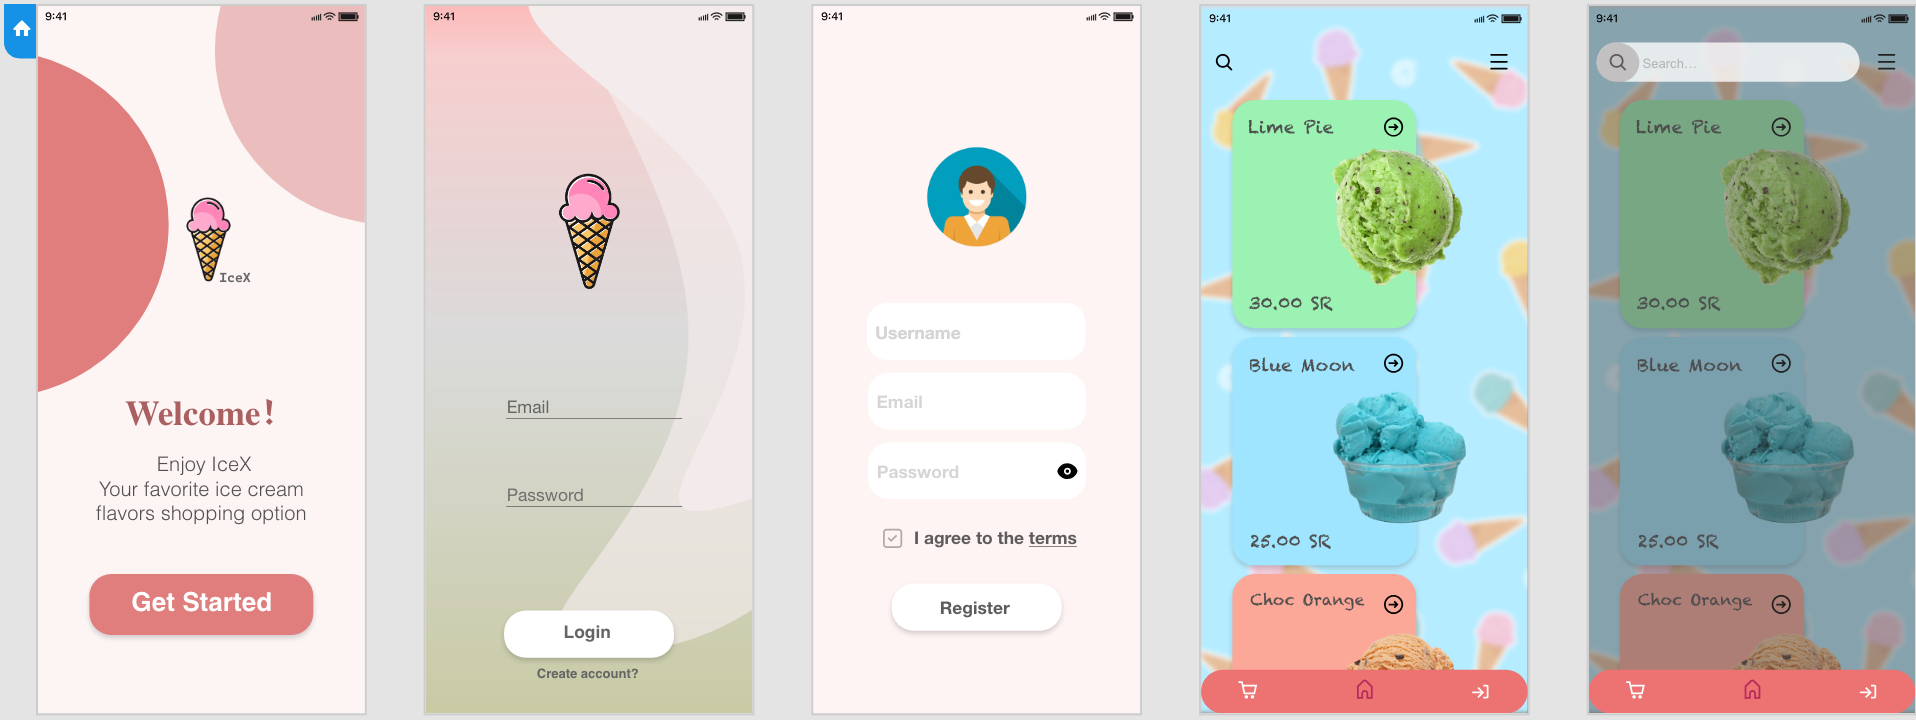 9:41
IceX
Welcome!
Enjoy IceX
Your favorite ice cream
flavors shopping option
Get Started
9:41
Email
Password
Login
Create account?
9:41
Username
Email
Password
I agree to the terms
Register
9:41
Lime Pie
30.00 SR
Blue Moon
25.00 SR
Choc Orange
9:41
Search...
Lime Pie
30.00 SR
Blue Moon
25.00 SR
Choc Orange